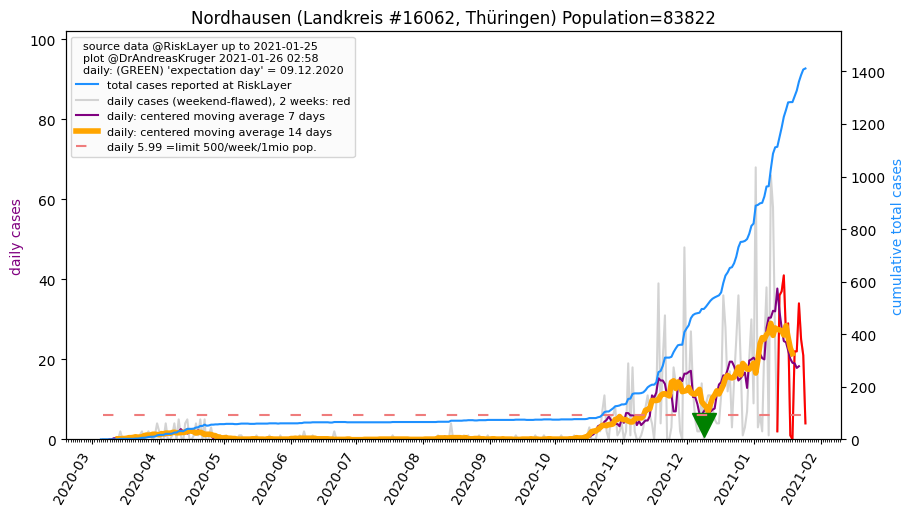 Nordhausen (Landkreis #16062, Thüringen) Population=83822
source data @RiskLayer up to 2021-01-25
plot @DrAndreasKruger 2021-01-26 02:58
daily: (GREEN) 'expectation day' = 09.12.2020
total cases reported at RiskLayer
daily cases (weekend-flawed), 2 weeks: red
daily: centered moving average 7 days
daily: centered moving average 14 days
daily 5.99 =limit 500/week/1mio pop.
daily cases
100
80
60
40
20
0
cumulative total cases
1400
1200
1000
800
600
400
200
0
2020-03
2020-04
2020-05
2020-06
2020-07
2020-08
2020-09
2020-10
2020-11
2020-12
2021-01
2021-02